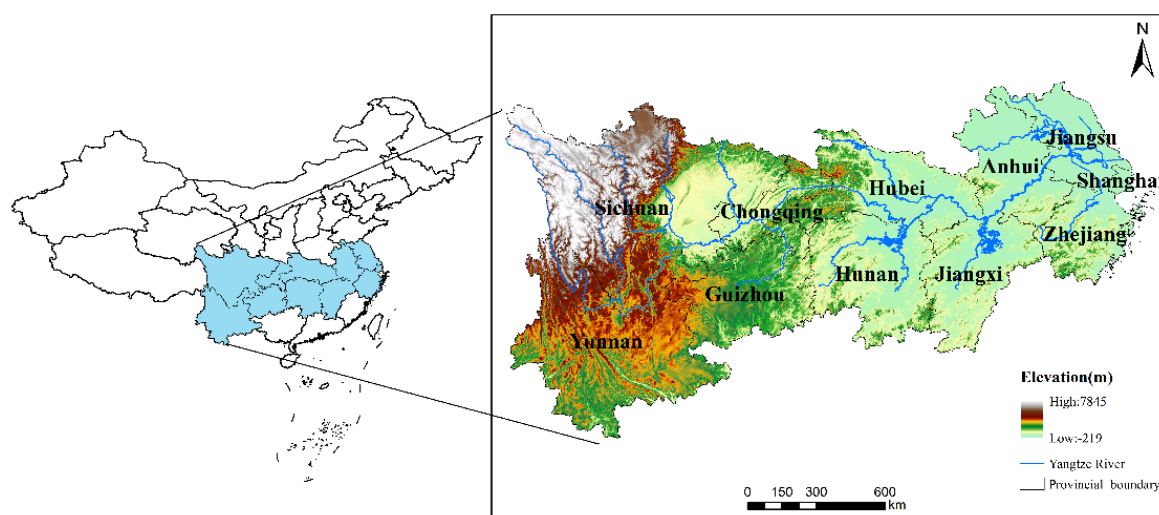 N
Jiangsu
Anhui
Shanghai
Hubei
Sichuan
Chongqing
Zhejiang
Hunan
Jiangxi
Guizhou
Yunnan
Elevation(m)
High:7845
Low:-219
Yangtze River
Provincial boundary
0 150 300 600
km